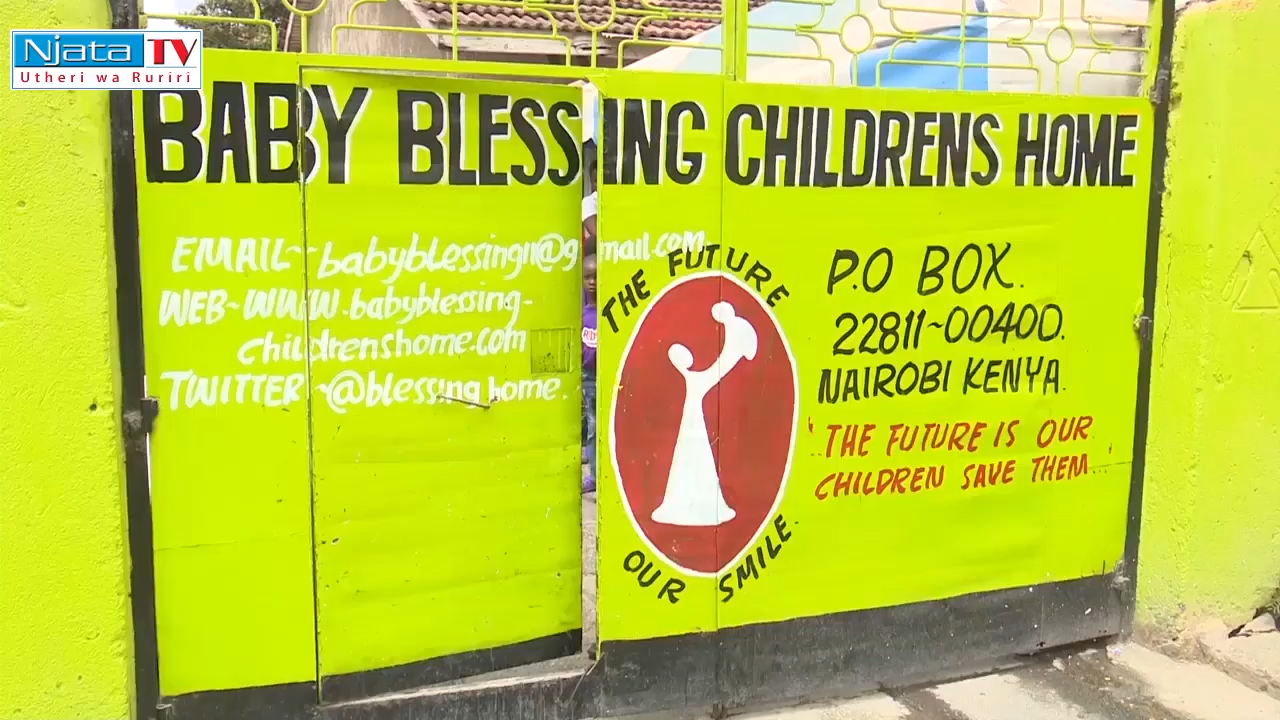 Njata TV
Utheri wa Ruriri
BABY BLESSING CHILDRENS HOME
EMAIL~babyblessing11@gmail.com
WEB~WWW.babyblessing-
childrenshome.com
TWITTER~@blessing home.
THE FUTURE
OUR SMILE.
P.O BOX.
22811~00400.
NAIROBI KENYA.
"THE FUTURE IS OUR
CHILDREN SAVE THEM...